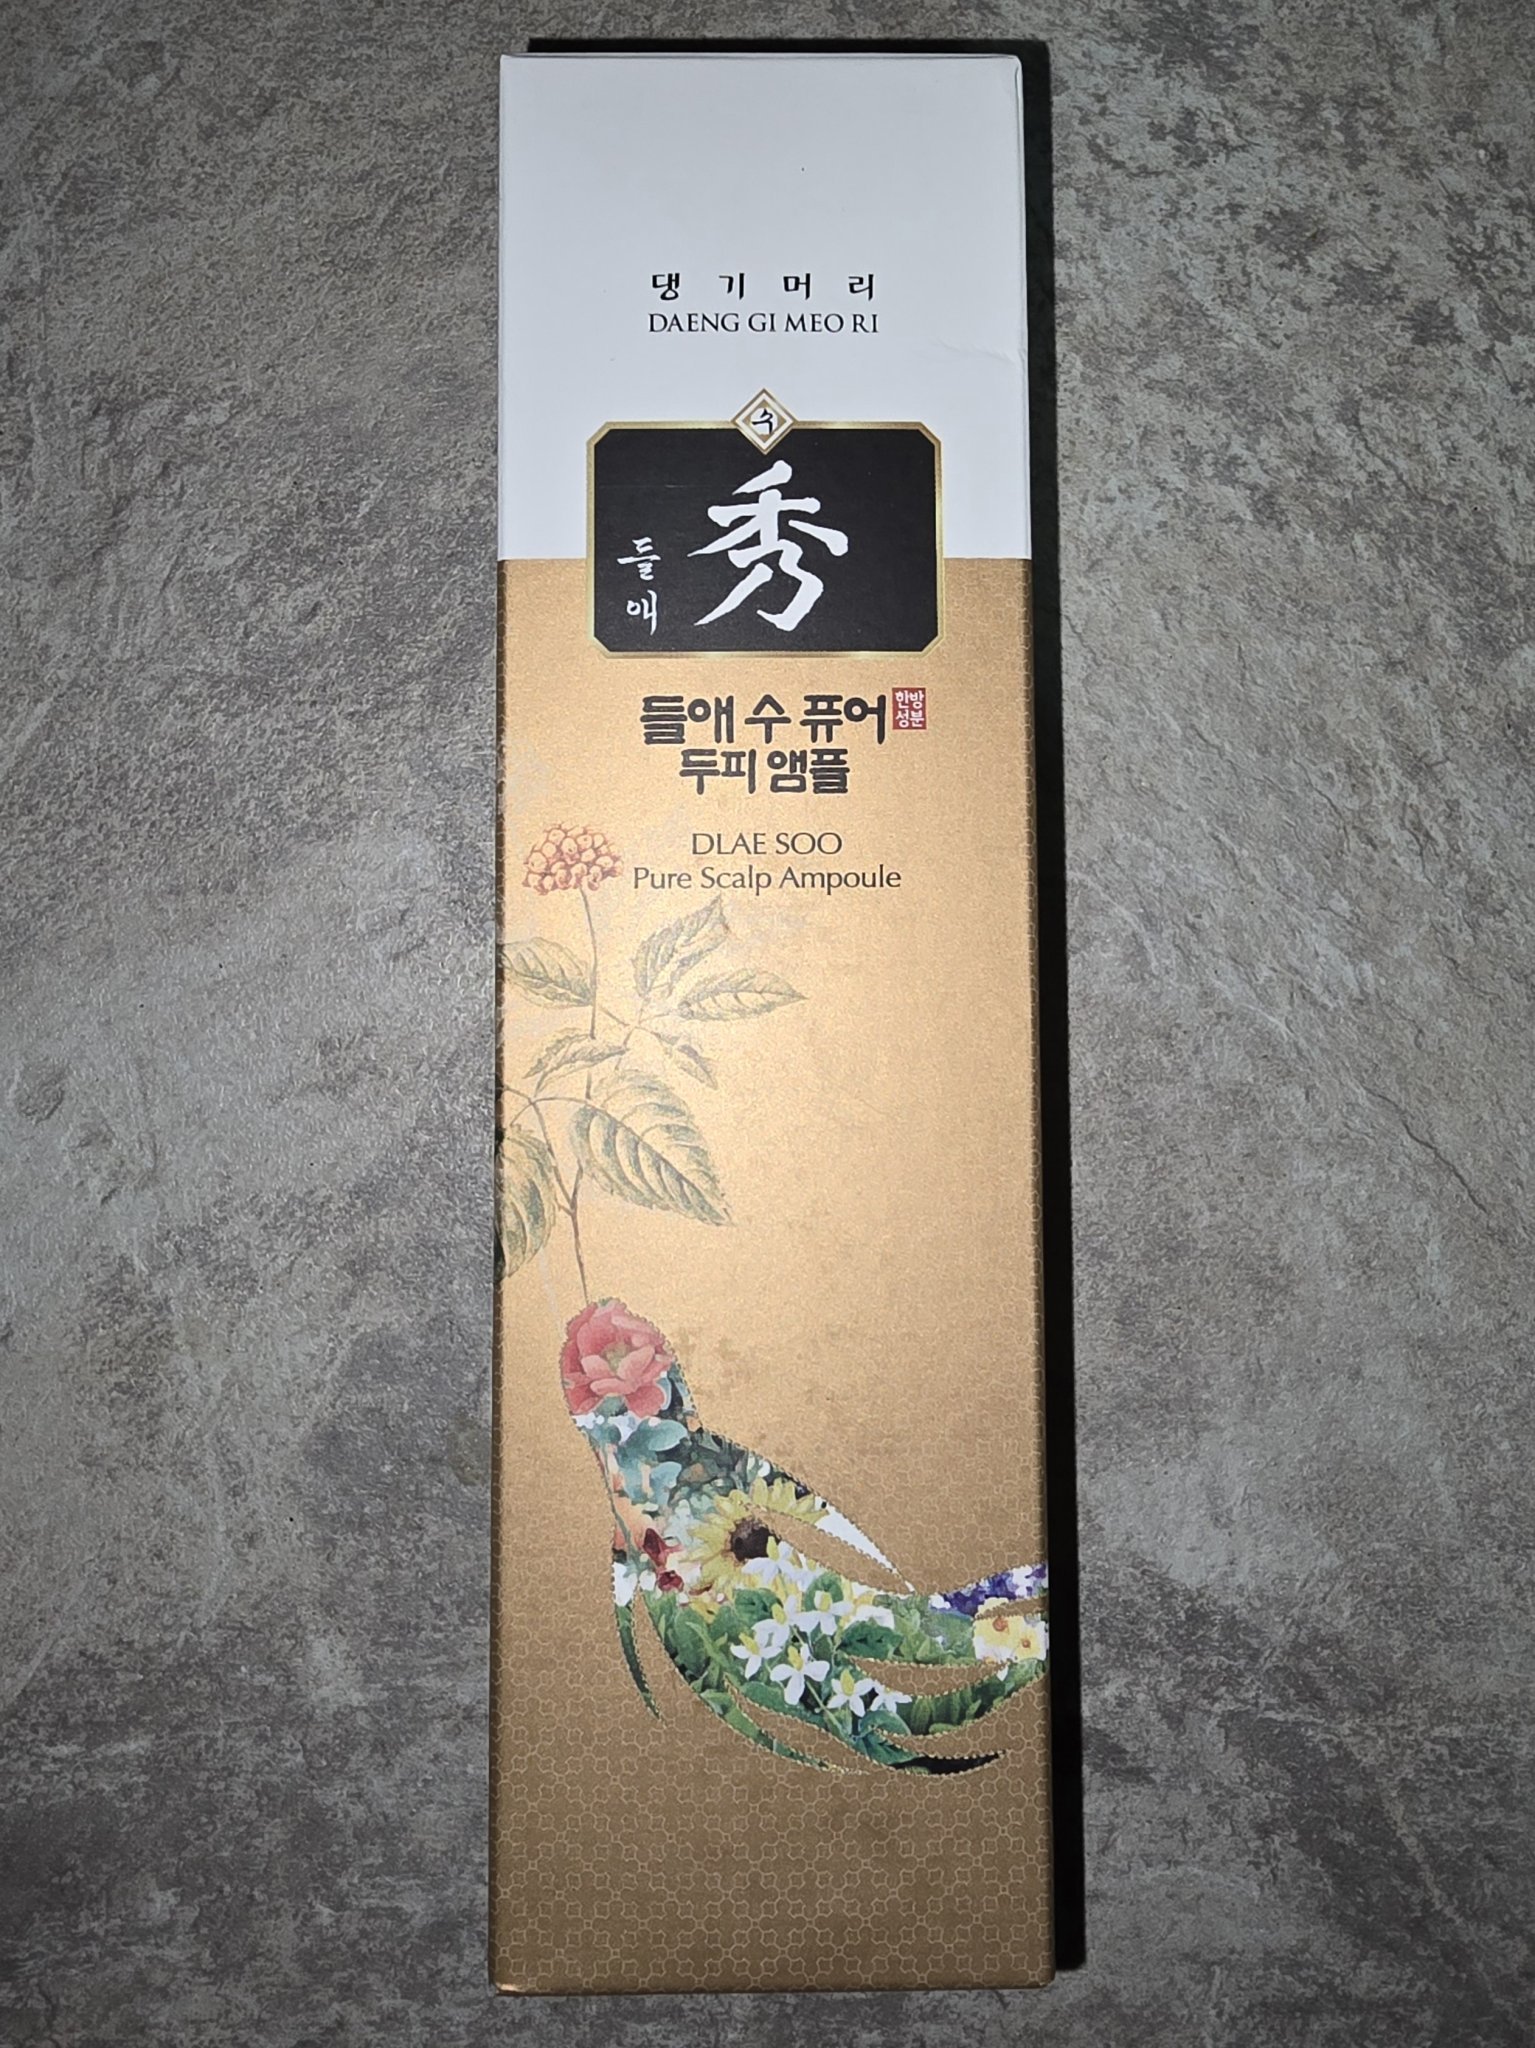 댕기머리
DAENG GI MEO RI
수
秀
들애
들애 수 퓨어
한방
성분
두피 앰플
DLAE SOO
Pure Scalp Ampoule